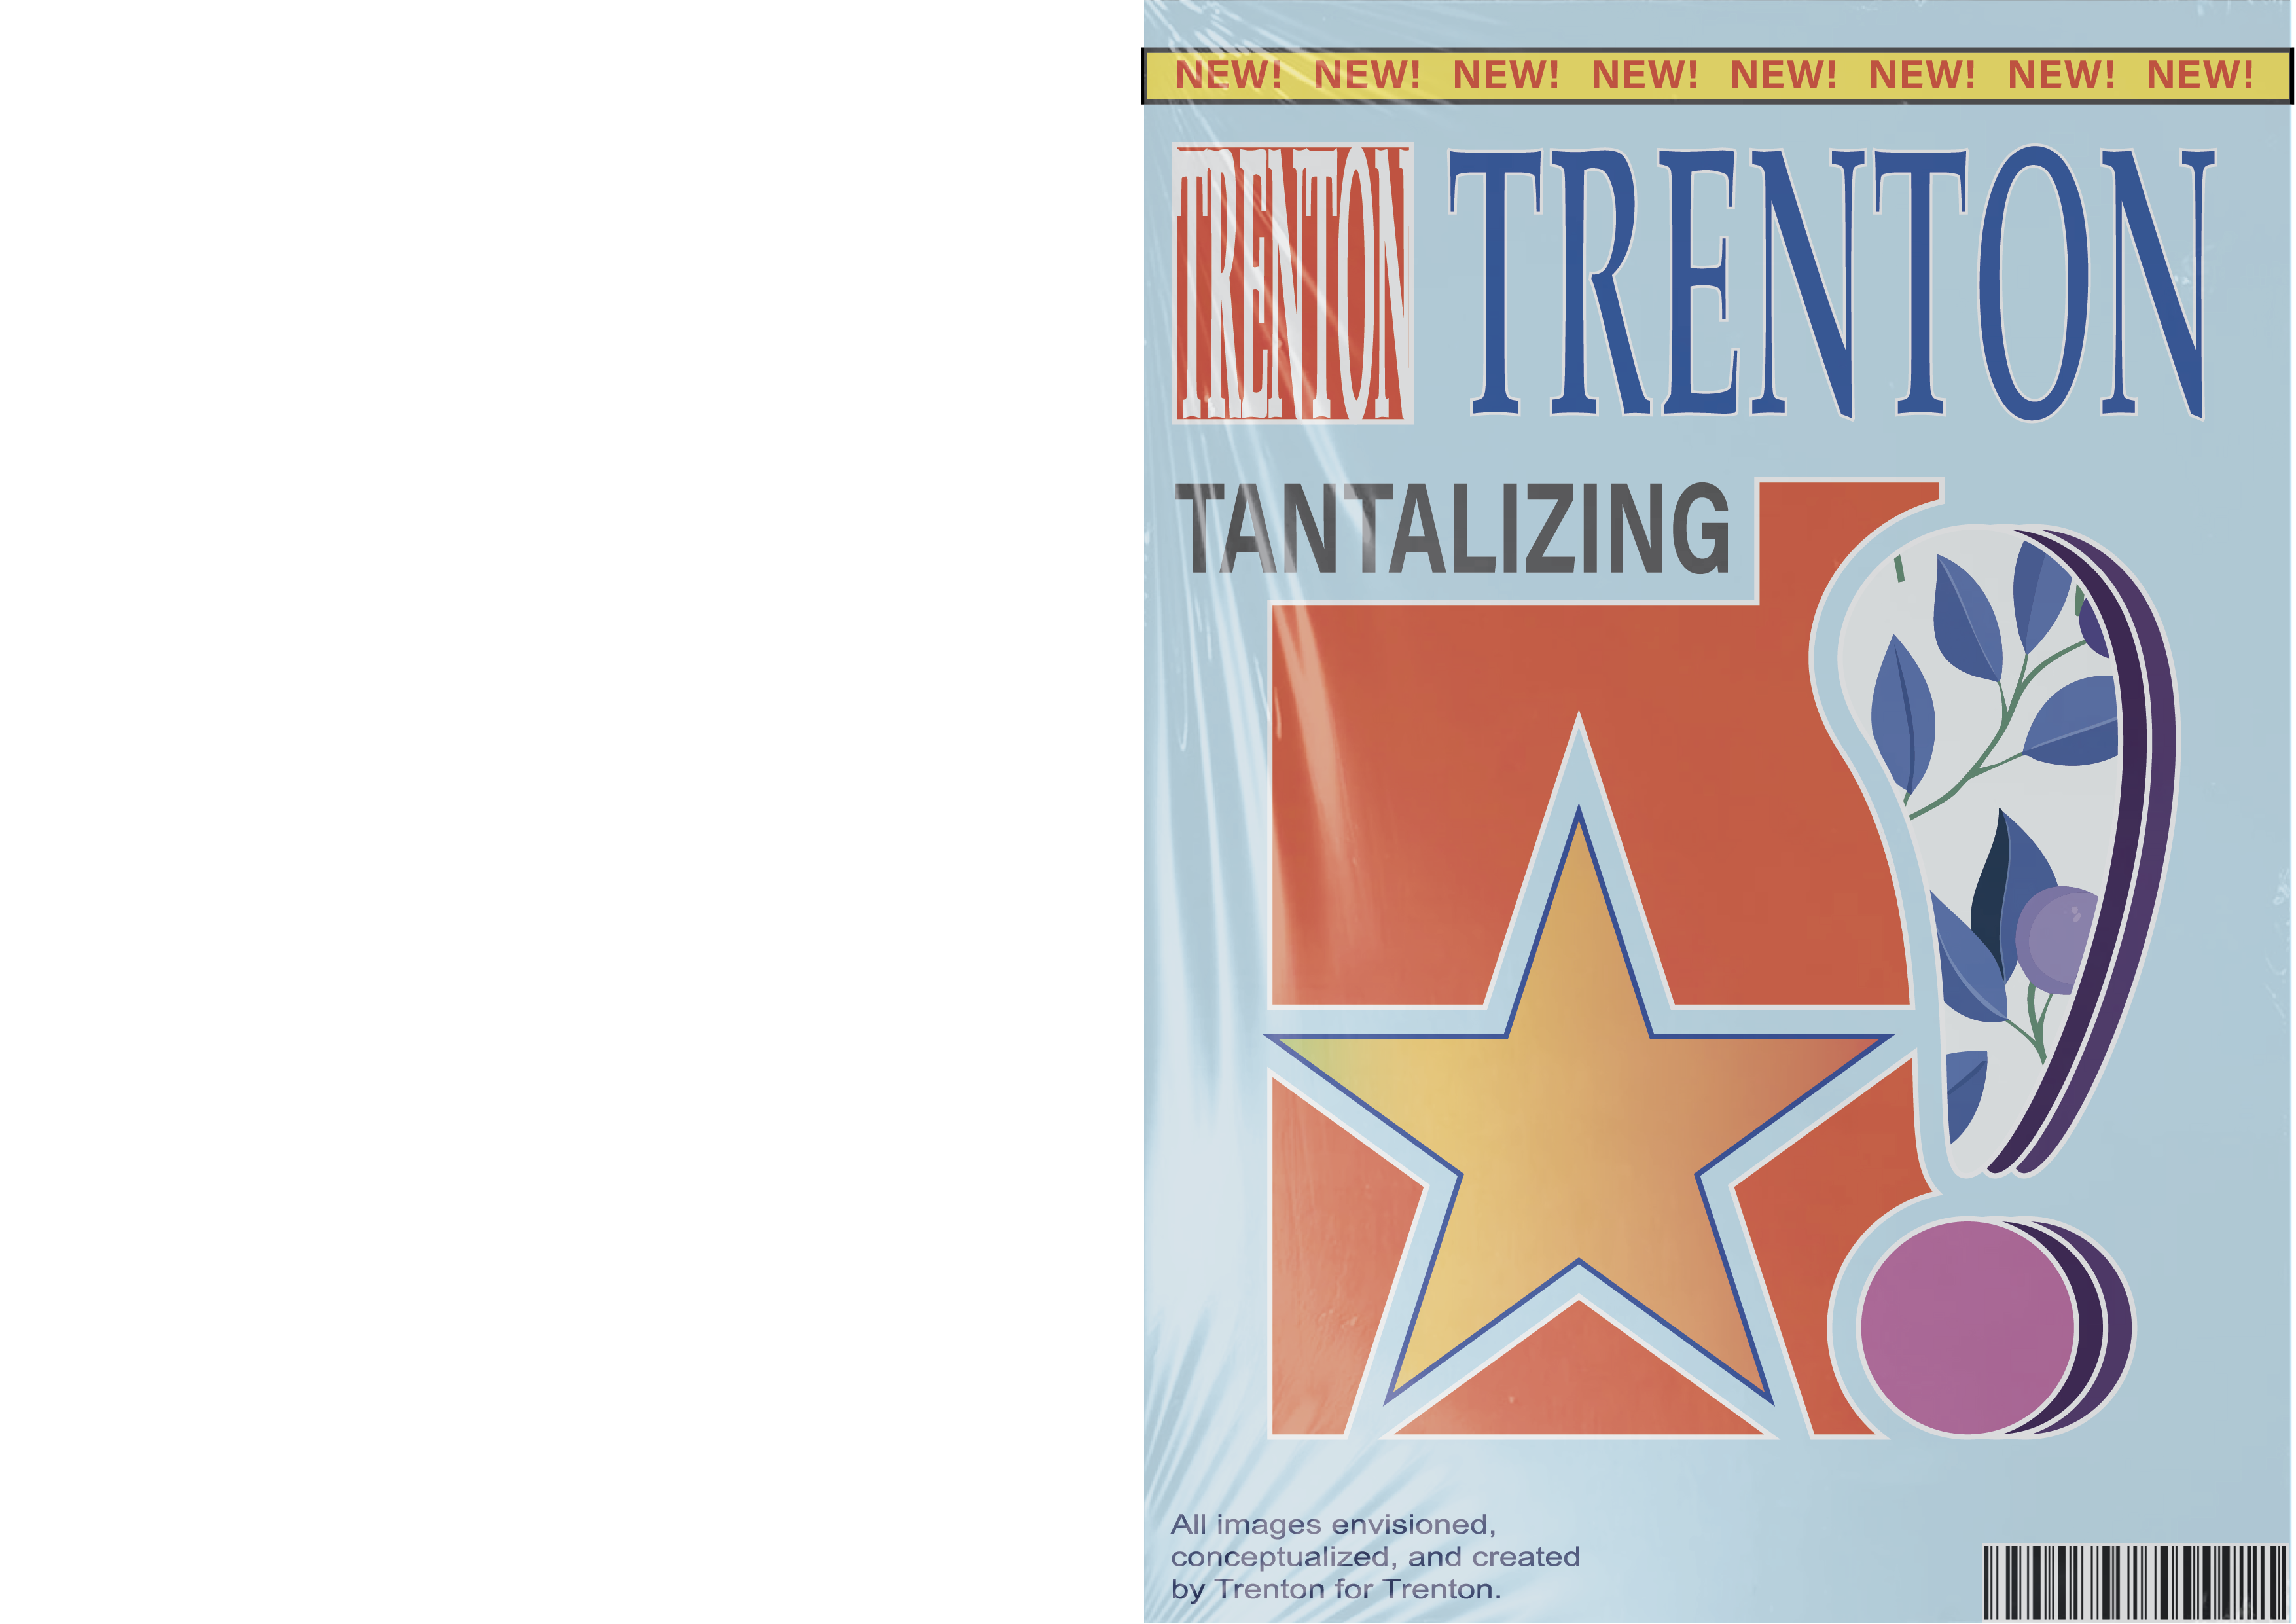 NEW! NEW! NEW! NEW! NEW! NEW! NEW! NEW!
TRENTON TRENTON
TANTALIZING
All images envisioned,
conceptualized, and created
by Trenton for Trenton.